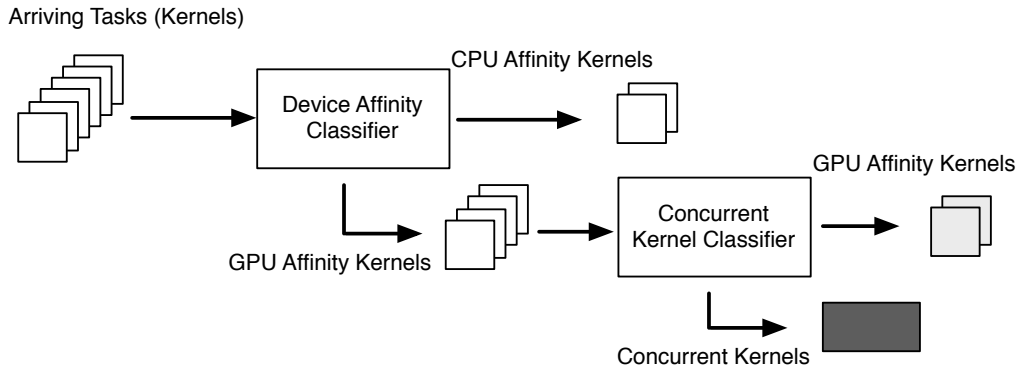 Arriving Tasks (Kernels)
CPU Affinity Kernels
Device Affinity
Classifier
GPU Affinity Kernels
GPU Affinity Kernels
Concurrent
Kernel Classifier
Concurrent Kernels